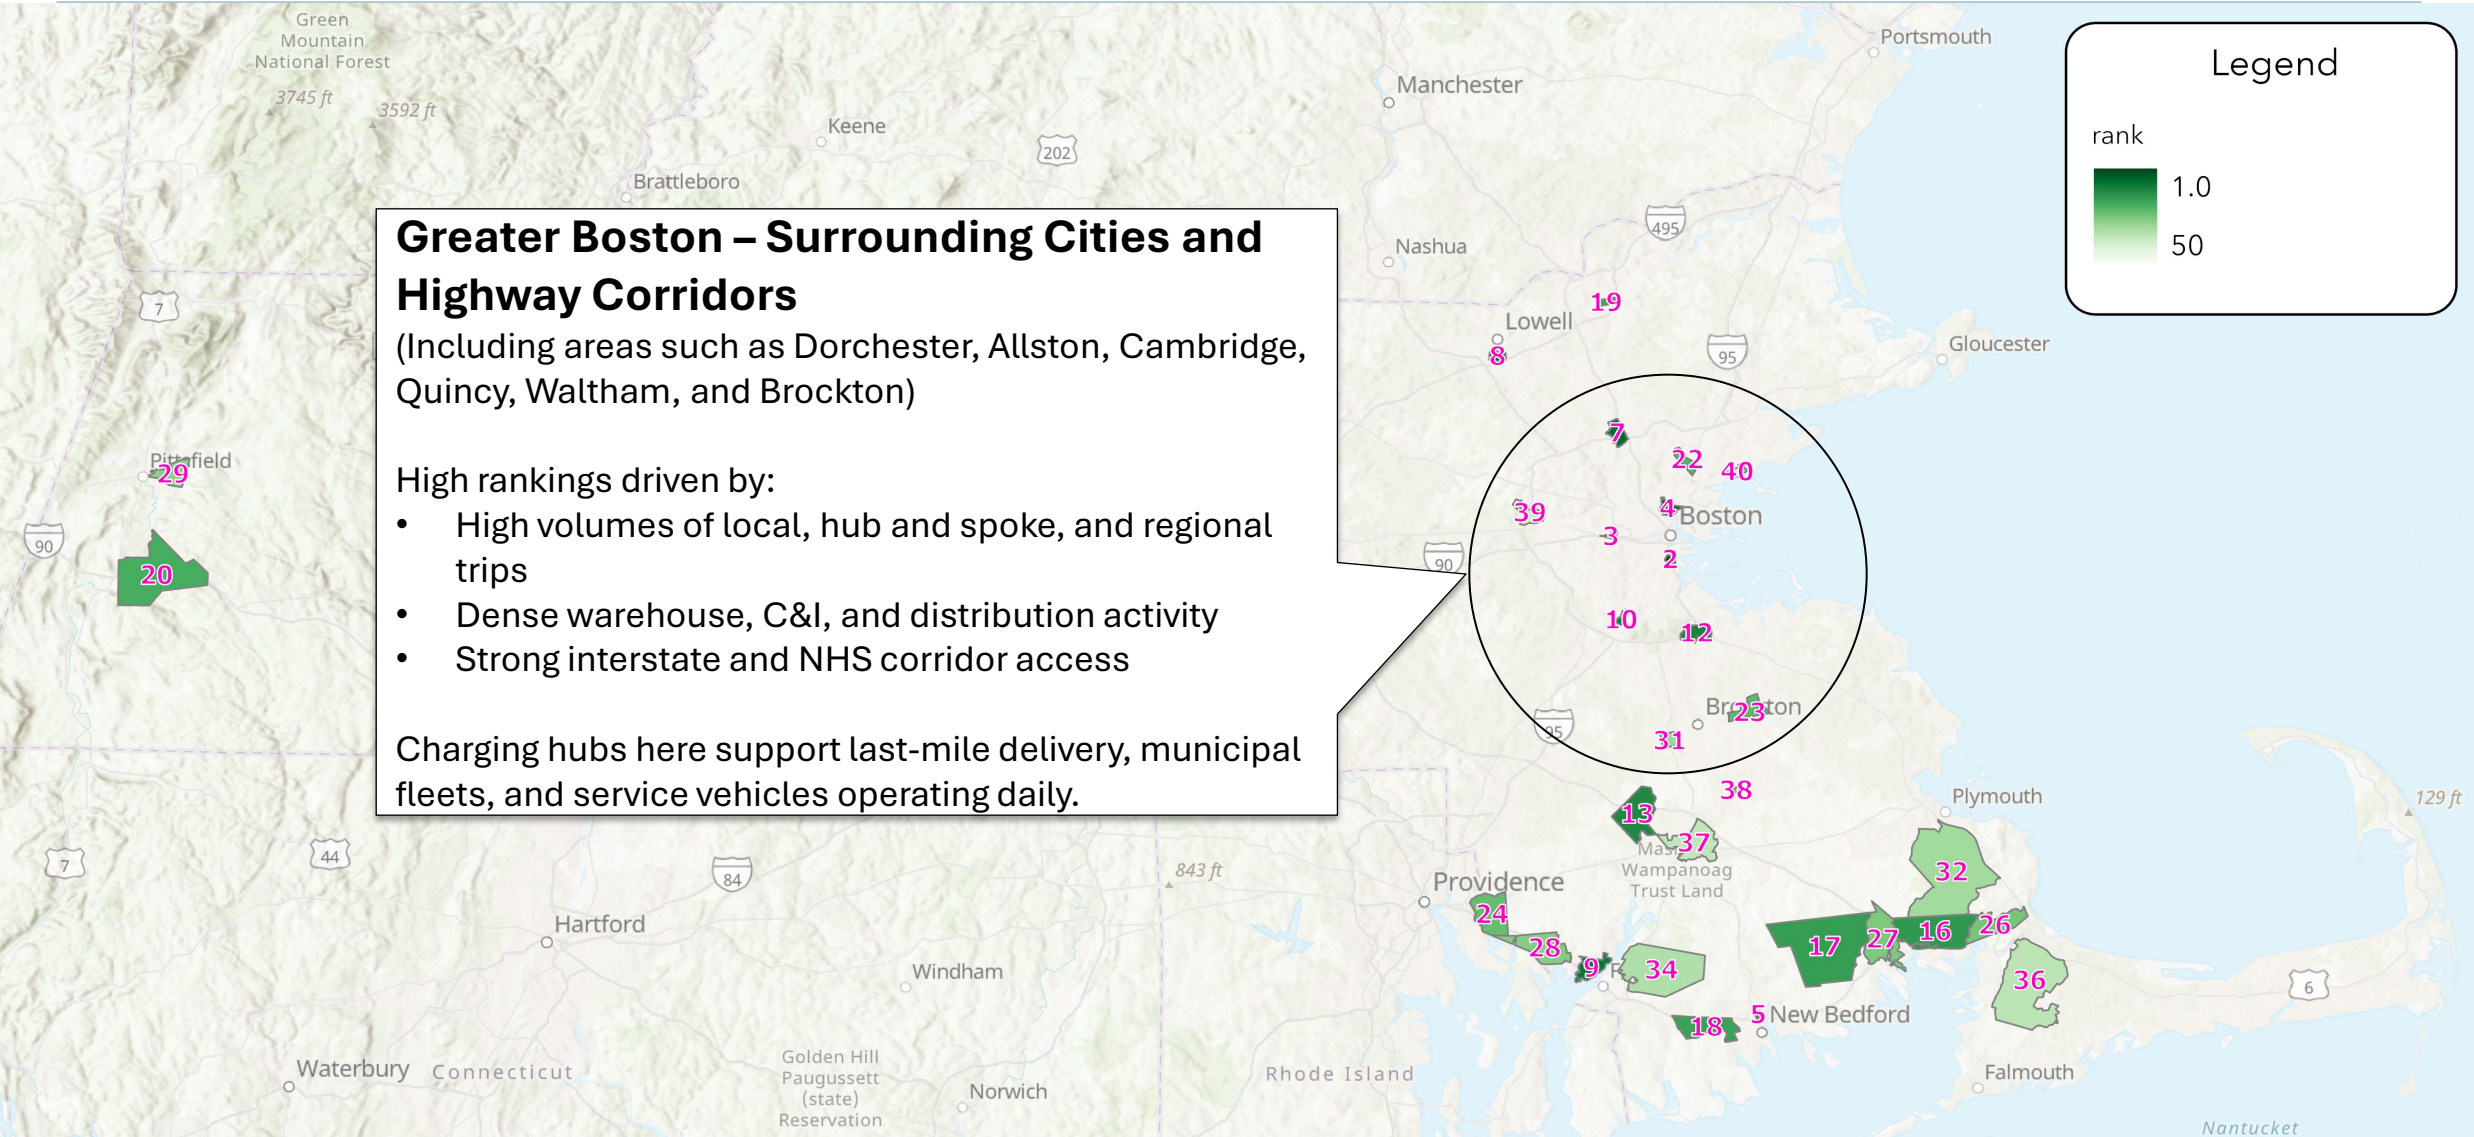 Green
Mountain
National Forest
3745 ft
3592 ft
Keene
202
Brattleboro
Manchester
Portsmouth
Nashua
495
19
Lowell
8
95
Gloucester
Legend
rank
1.0
50
7
Greater Boston – Surrounding Cities and
Highway Corridors
(Including areas such as Dorchester, Allston, Cambridge,
Quincy, Waltham, and Brockton)
High rankings driven by:
• High volumes of local, hub and spoke, and regional
trips
• Dense warehouse, C&I, and distribution activity
• Strong interstate and NHS corridor access
Charging hubs here support last-mile delivery, municipal
fleets, and service vehicles operating daily.
Pittsfield
29
90
20
7
22
40
39
4
Boston
3
2
90
10
12
Brockton
23
95
31
38
13
37
Wampanoag
Trust Land
Plymouth
129 ft
32
7
44
84
843 ft
Providence
24
28
9
34
17
27
16
26
36
6
Hartford
Windham
18
5
New Bedford
Falmouth
Waterbury
Connecticut
Golden Hill
Paugussett
(state)
Reservation
Norwich
Rhode Island
Nantucket